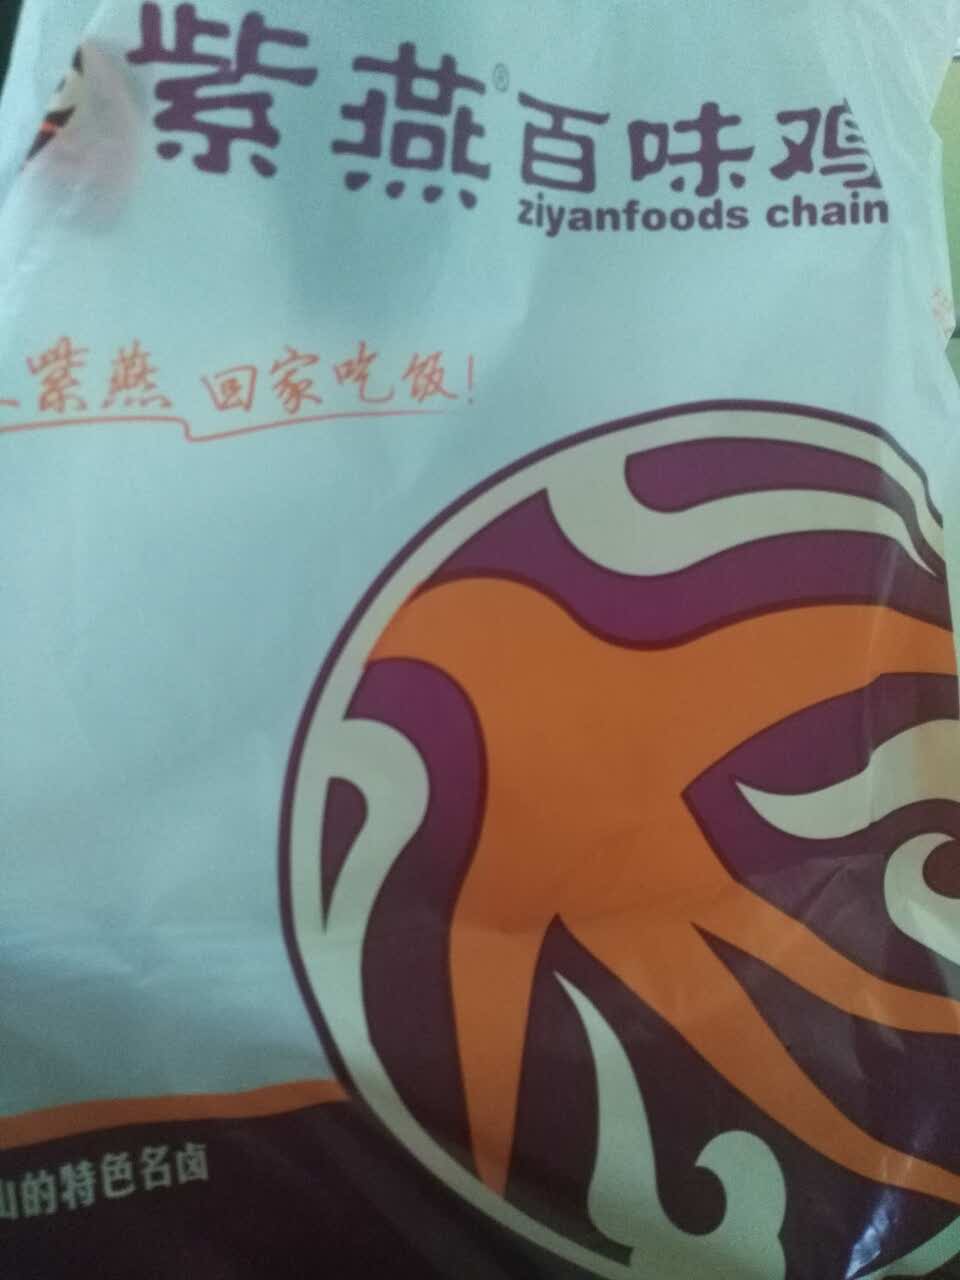 紫燕®百味鸡
ziyanfoods chain
紫燕 回家吃饭!
山的特色名卤